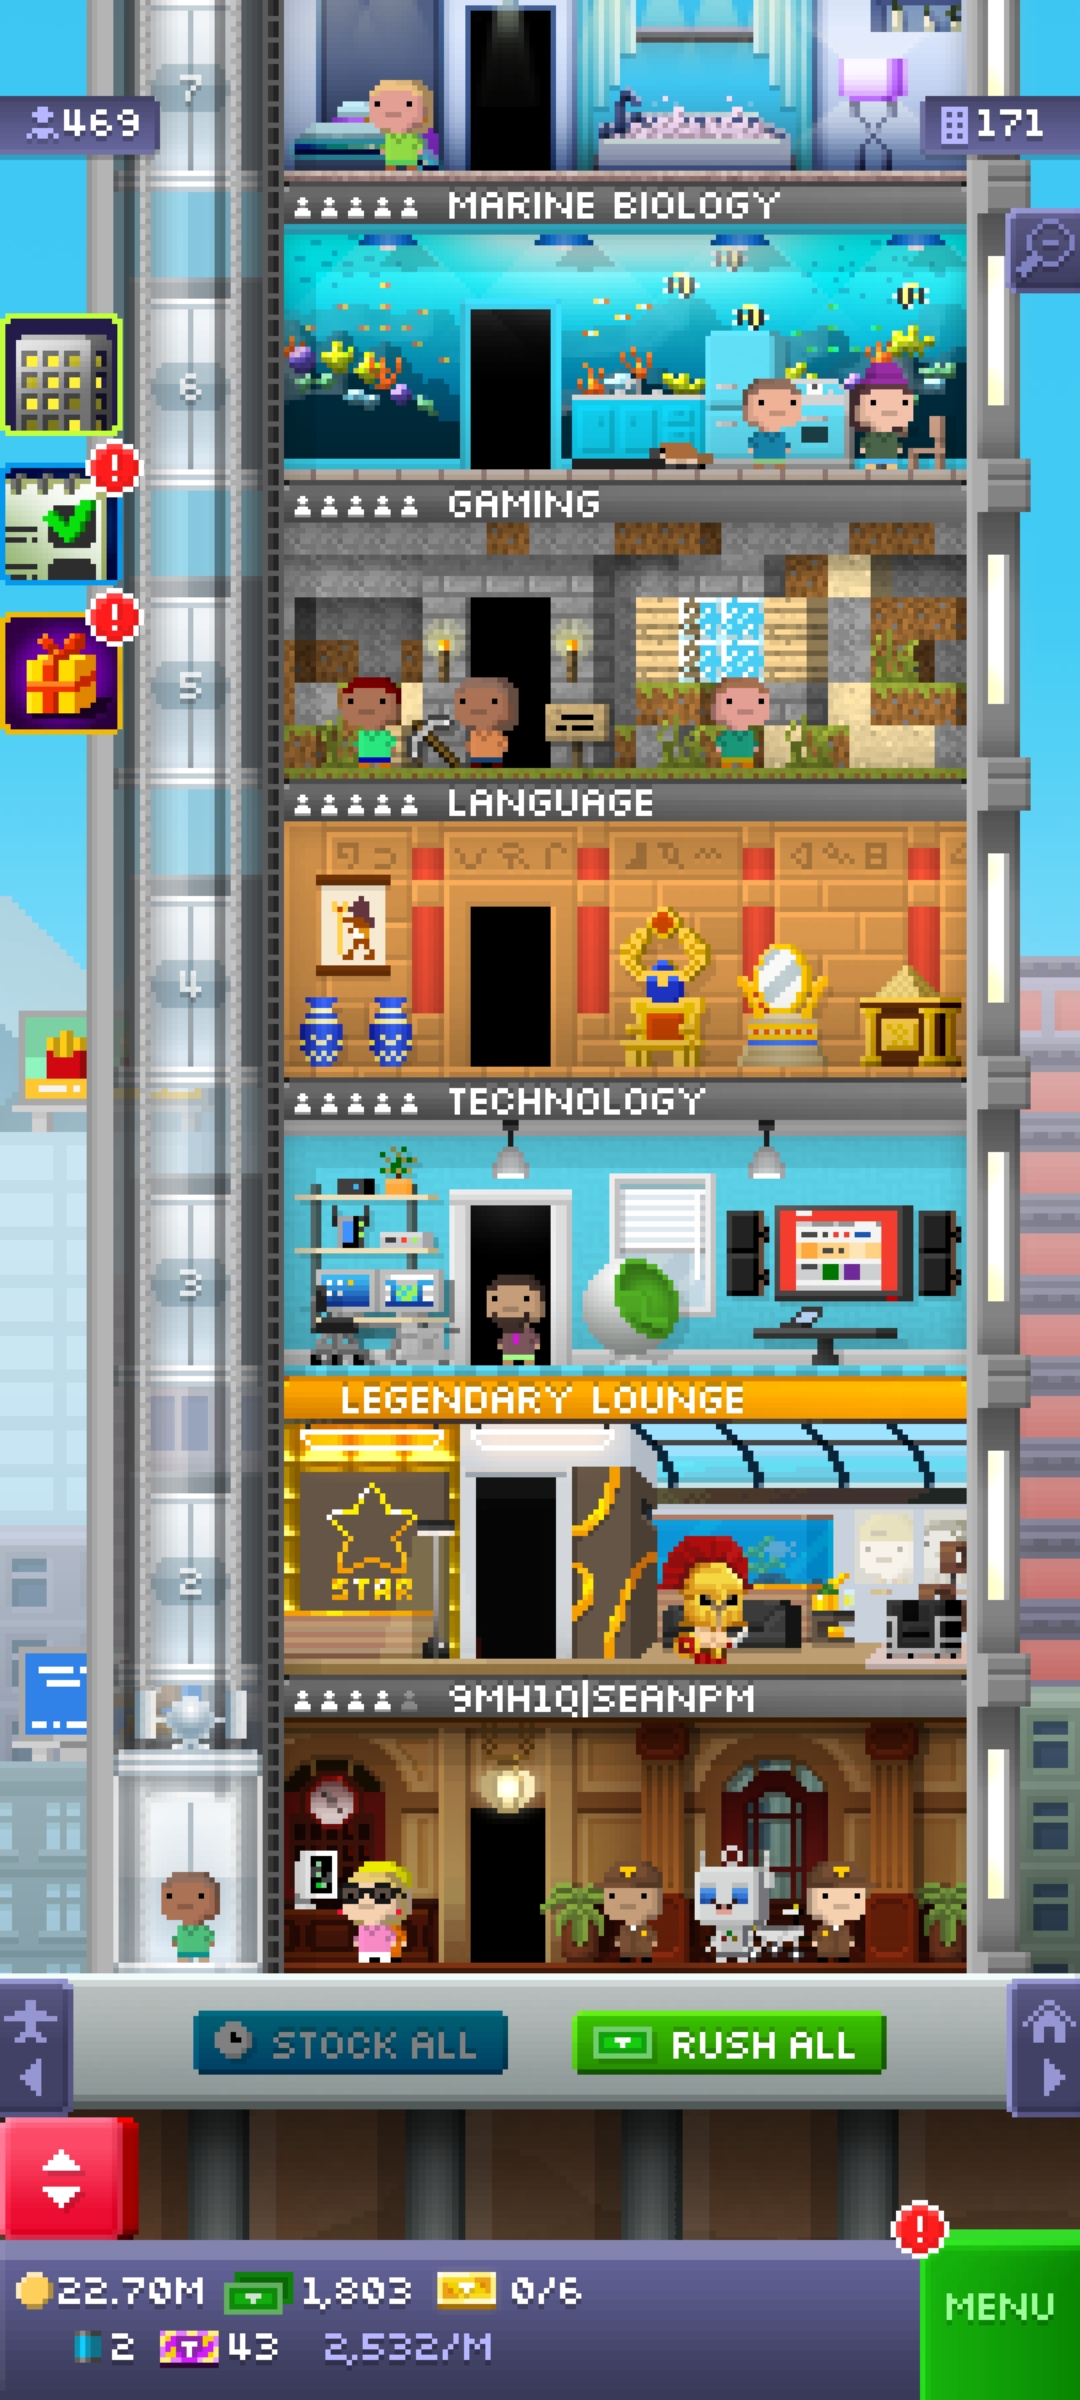 7
469
171
MARINE BIOLOGY
6
GAMING
5
LANGUAGE
4
TECHNOLOGY
3
LEGENDARY LOUNGE
STAR
2
9MH1Q|SEANPM
STOCK ALL
RUSH ALL
22.70M 1,803 0/6
2 43 2,532/M
MENU